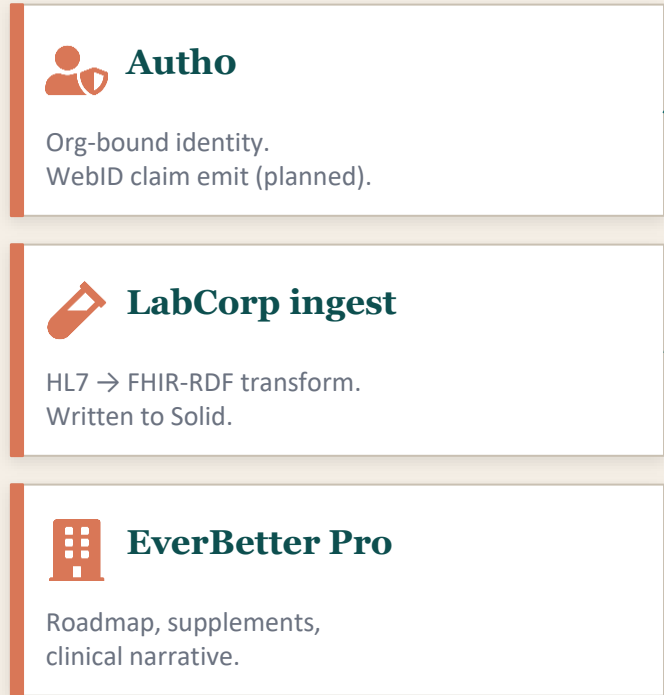 Auth0
Org-bound identity.
WebID claim emit (planned).
LabCorp ingest
HL7 → FHIR-RDF transform.
Written to Solid.
EverBetter Pro
Roadmap, supplements,
clinical narrative.